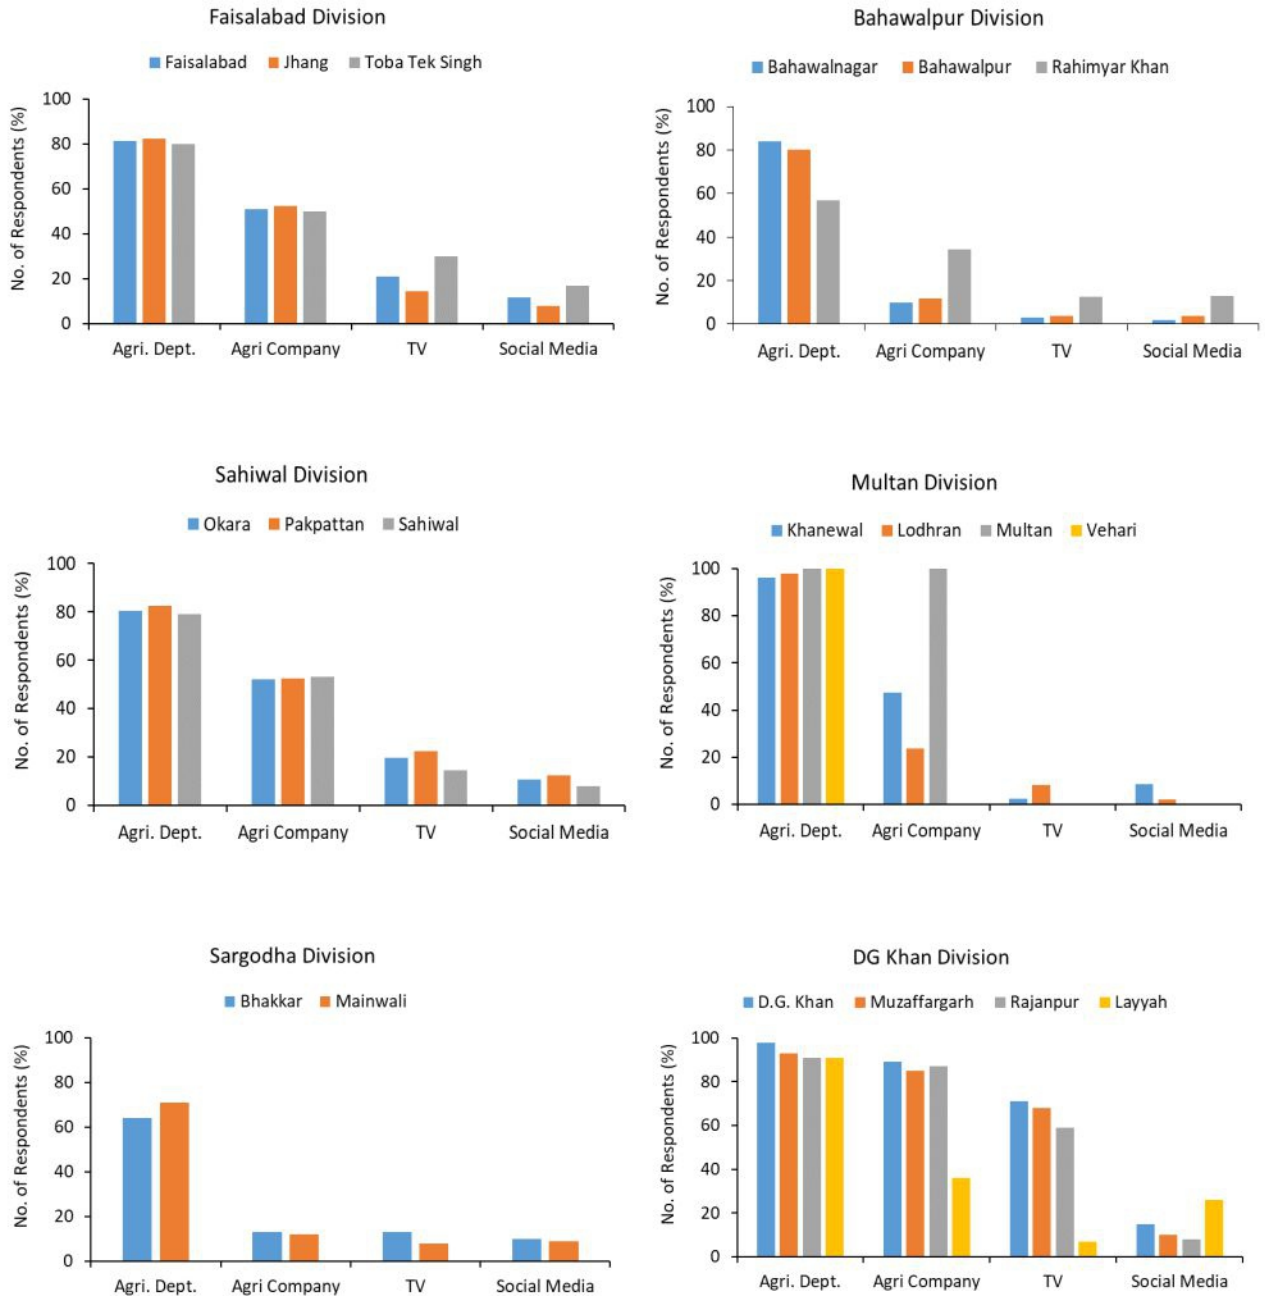 Faisalabad Division
Faisalabad Jhang Toba Tek Singh
No. of Respondents (%)
100
80
60
40
20
0
Agri. Dept. Agri Company TV Social Media
Bahawalpur Division
Bahawalnagar Bahawalpur Rahimyar Khan
No. of Respondents (%)
100
80
60
40
20
0
Agri. Dept. Agri Company TV Social Media
Sahiwal Division
Okara Pakpattan Sahiwal
No. of Respondents (%)
100
80
60
40
20
0
Agri. Dept. Agri Company TV Social Media
Multan Division
Khanewal Lodhran Multan Vehari
No. of Respondents (%)
100
80
60
40
20
0
Agri. Dept. Agri Company TV Social Media
Sargodha Division
Bhakkar Mainwali
No. of Respondents (%)
100
80
60
40
20
0
Agri. Dept. Agri Company TV Social Media
DG Khan Division
D.G. Khan Muzaffargarh Rajanpur Layyah
No. of Respondents (%)
100
80
60
40
20
0
Agri. Dept. Agri Company TV Social Media